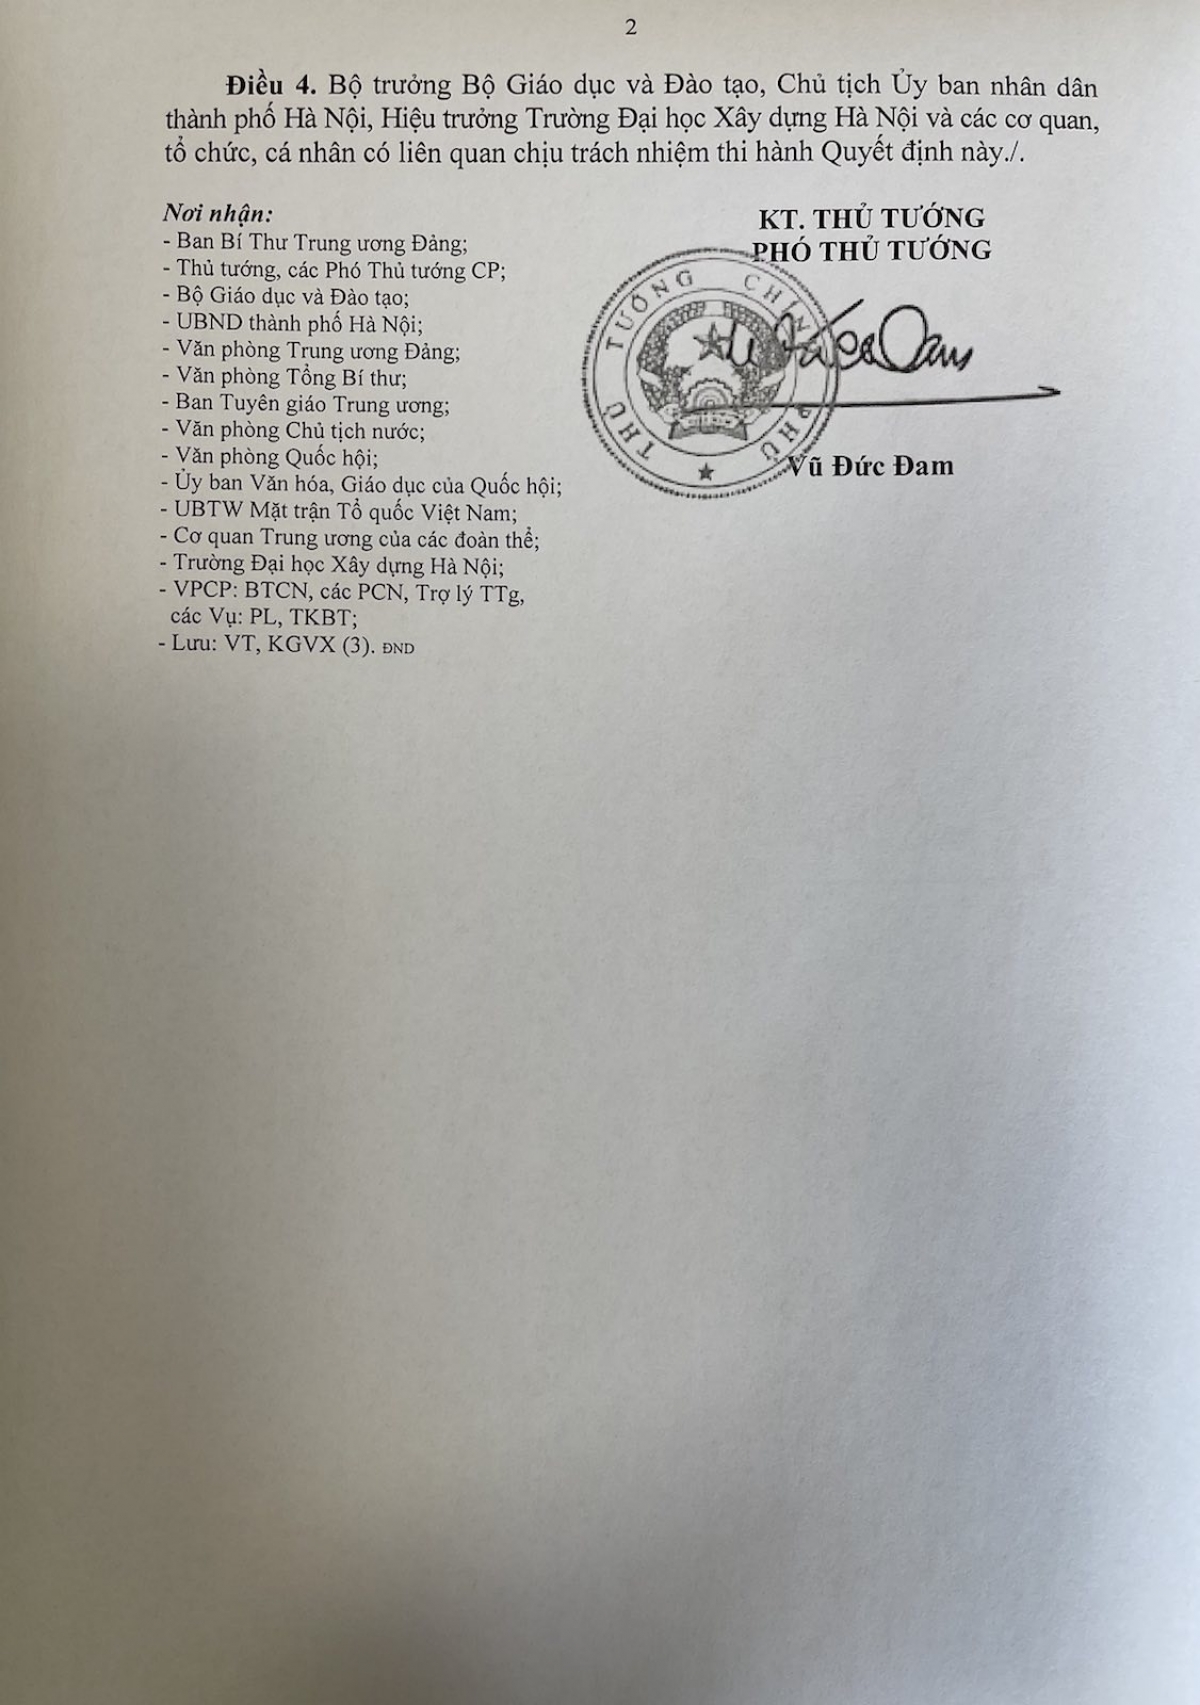 2
Điều 4. Bộ trưởng Bộ Giáo dục và Đào tạo, Chủ tịch Ủy ban nhân dân
thành phố Hà Nội, Hiệu trưởng Trường Đại học Xây dựng Hà Nội và các cơ quan,
tổ chức, cá nhân có liên quan chịu trách nhiệm thi hành Quyết định này./.
Nơi nhận:
- Ban Bí Thư Trung ương Đảng;
- Thủ tướng, các Phó Thủ tướng CP;
- Bộ Giáo dục và Đào tạo;
- UBND thành phố Hà Nội;
- Văn phòng Trung ương Đảng;
- Văn phòng Tổng Bí thư;
- Ban Tuyên giáo Trung ương;
- Văn phòng Chủ tịch nước;
- Văn phòng Quốc hội;
- Ủy ban Văn hóa, Giáo dục của Quốc hội;
- UBTW Mặt trận Tổ quốc Việt Nam;
- Cơ quan Trung ương của các đoàn thể;
- Trường Đại học Xây dựng Hà Nội;
- VPCP: BTCN, các PCN, Trợ lý TTg,
các Vụ: PL, TKBT;
- Lưu: VT, KGVX (3). ĐND
KT. THỦ TƯỚNG
PHÓ THỦ TƯỚNG
THỦ TƯỚNG CHÍNH PHỦ
Vũ Đức Đam